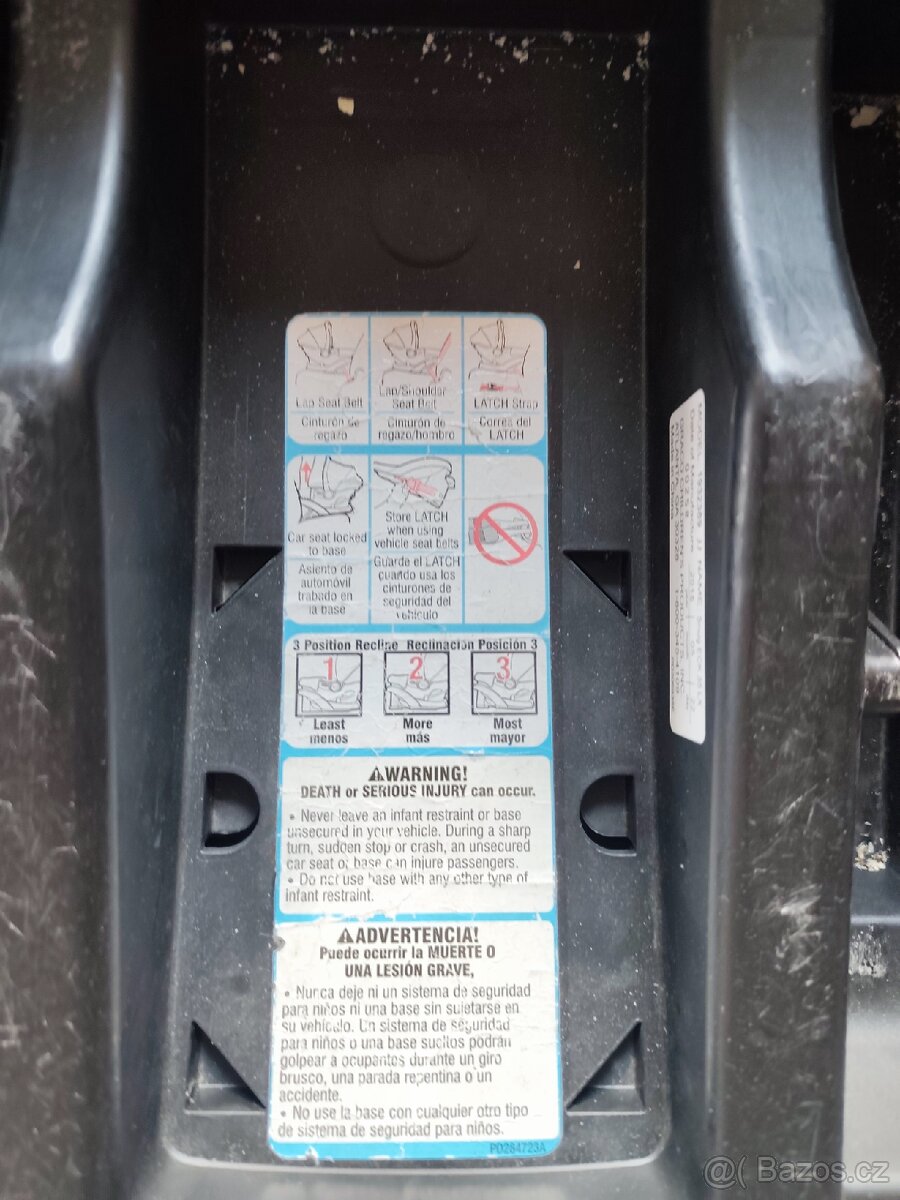 Lap Seat Belt
Cinturón de
regazo
Lap/Shoulder
Seat Belt
Cinturón de
regazo/hombro
LATCH Strap
Correa del
LATCH
Car seat locked
to base
Asiento de
automóvil
trabado en
la base
Store LATCH
when using
vehicle seat belts
Guarde el LATCH
cuando usa los
cinturones de
seguridad del
vehículo
3 Position Recline Reclinación Posición 3
1
2
3
Least
menos
More
más
Most
mayor
⚠WARNING!
DEATH or SERIOUS INJURY can occur.
• Never leave an infant restraint or base
unsecured in your vehicle. During a sharp
turn, sudden stop or crash, an unsecured
car seat or base can injure passengers.
• Do not use base with any other type of
infant restraint.
⚠ADVERTENCIA!
Puede ocurrir la MUERTE O
UNA LESIÓN GRAVE,
• Nunca deje ni un sistema de seguridad
para niños ni una base sin sujetarse en
su vehículo. Un sistema de seguridad
para niños o una base sueltos podrán
golpear a ocupantes durante un giro
brusco, una parada repentina o un
accidente.
• No use la base con cualquier otro tipo
de sistema de seguridad para niños.
PD264723A
@( Bazos.cz